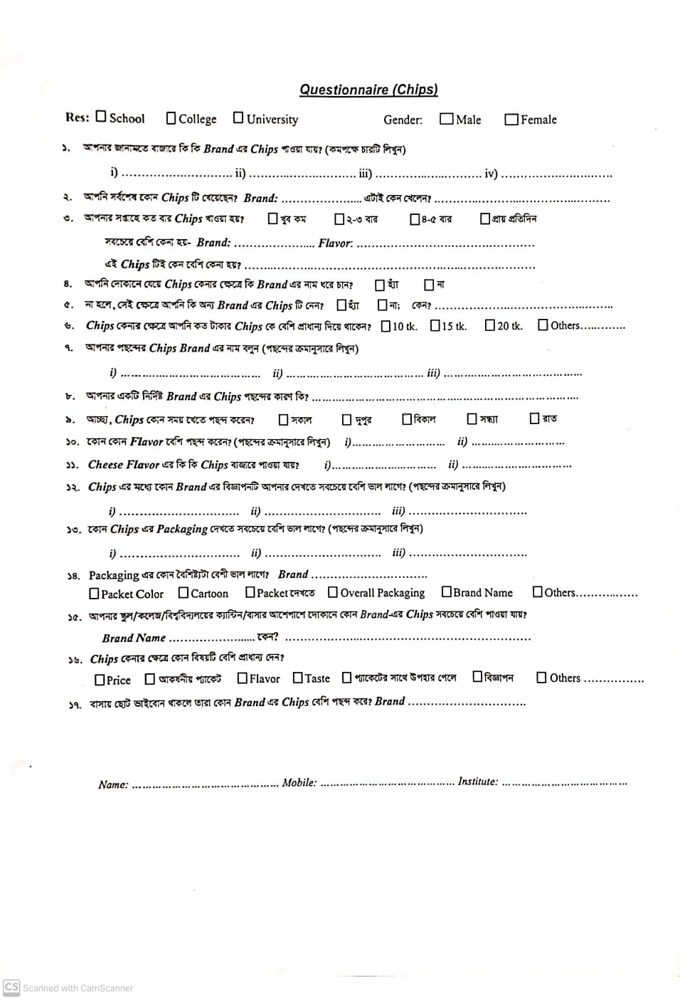 Questionnaire (Chips)
Res: ☐ School ☐ College ☐ University Gender: ☐ Male ☐ Female
১. আপনার জানামতে বাজারে কি কি Brand এর Chips পাওয়া যায়? (কমপক্ষে চারটি লিখুন)
i) .............................. ii) .............................. iii) .............................. iv) ..............................
২. আপনি সর্বশেষ কোন Chips টি খেয়েছেন? Brand: ...................... এটাই কেন খেলেন? ................................................
৩. আপনার সপ্তাহে কত বার Chips খাওয়া হয়? ☐ খুব কম ☐ ২-৩ বার ☐ ৪-৫ বার ☐ প্রায় প্রতিদিন
সবচেয়ে বেশি কেনা হয়- Brand: ...................... Flavor: ................................................
এই Chips টিই কেন বেশি কেনা হয়? ................................................................................
৪. আপনি দোকানে যেয়ে Chips কেনার ক্ষেত্রে কি Brand এর নাম ধরে চান? ☐ হ্যাঁ ☐ না
৫. না হলে, সেই ক্ষেত্রে আপনি কি অন্য Brand এর Chips টি নেন? ☐ হ্যাঁ ☐ না; কেন? ................................................
৬. Chips কেনার ক্ষেত্রে আপনি কত টাকার Chips কে বেশি প্রাধান্য দিয়ে থাকেন? ☐ 10 tk. ☐ 15 tk. ☐ 20 tk. ☐ Others.............
৭. আপনার পছন্দের Chips Brand এর নাম বলুন (পছন্দের ক্রমানুসারে লিখুন)
i) ...................................... ii) ...................................... iii) ......................................
৮. আপনার একটি নির্দিষ্ট Brand এর Chips পছন্দের কারণ কি? ........................................................................
৯. আচ্ছা, Chips কোন সময় খেতে পছন্দ করেন? ☐ সকাল ☐ দুপুর ☐ বিকাল ☐ সন্ধ্যা ☐ রাত
১০. কোন কোন Flavor বেশি পছন্দ করেন? (পছন্দের ক্রমানুসারে লিখুন) i).......................... ii) ..........................
১১. Cheese Flavor এর কি কি Chips বাজারে পাওয়া যায়? i).............................. ii) ..............................
১২. Chips এর মধ্যে কোন Brand এর বিজ্ঞাপনটি আপনার দেখতে সবচেয়ে বেশি ভাল লাগে? (পছন্দের ক্রমানুসারে লিখুন)
i) ................................ ii) ................................ iii) ................................
১৩. কোন Chips এর Packaging দেখতে সবচেয়ে বেশি ভাল লাগে? (পছন্দের ক্রমানুসারে লিখুন)
i) ................................ ii) ................................ iii) ................................
১৪. Packaging এর কোন বৈশিষ্ট্যটা বেশী ভাল লাগে? Brand ................................
☐ Packet Color ☐ Cartoon ☐ Packet দেখতে ☐ Overall Packaging ☐ Brand Name ☐ Others.................
১৫. আপনার স্কুল/কলেজ/বিশ্ববিদ্যলয়ের ক্যান্টিন/বাসার আশেপাশে দোকানে কোন Brand-এর Chips সবচেয়ে বেশি পাওয়া যায়?
Brand Name ....................... কেন? ....................................................................
১৬. Chips কেনার ক্ষেত্রে কোন বিষয়টি বেশি প্রাধান্য দেন?
☐ Price ☐ আকর্ষনীয় প্যাকেট ☐ Flavor ☐ Taste ☐ প্যাকেটের সাথে উপহার পেলে ☐ বিজ্ঞাপন ☐ Others ................
১৭. বাসায় ছোট ভাইবোন থাকলে তারা কোন Brand এর Chips বেশি পছন্দ করে? Brand ................................
Name: ........................................ Mobile: .................................... Institute: ..................................
CS Scanned with CamScanner